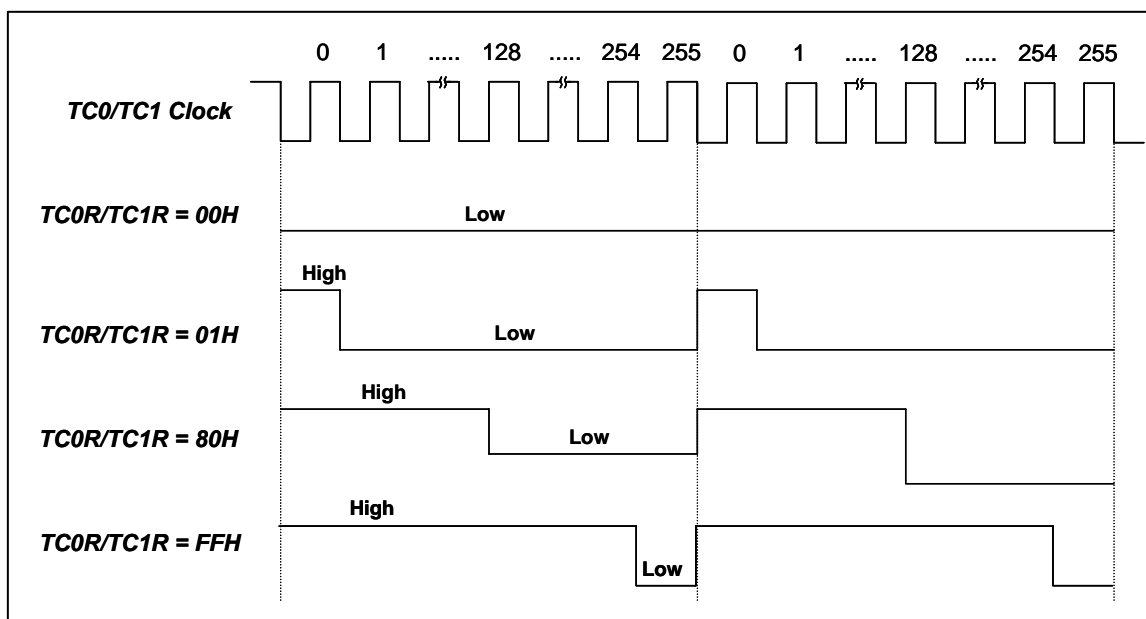 0 1 ..... 128 ..... 254 255 0 1 ..... 128 ..... 254 255
TC0/TC1 Clock
TC0R/TC1R = 00H
Low
High
TC0R/TC1R = 01H
Low
High
TC0R/TC1R = 80H
Low
High
TC0R/TC1R = FFH
Low